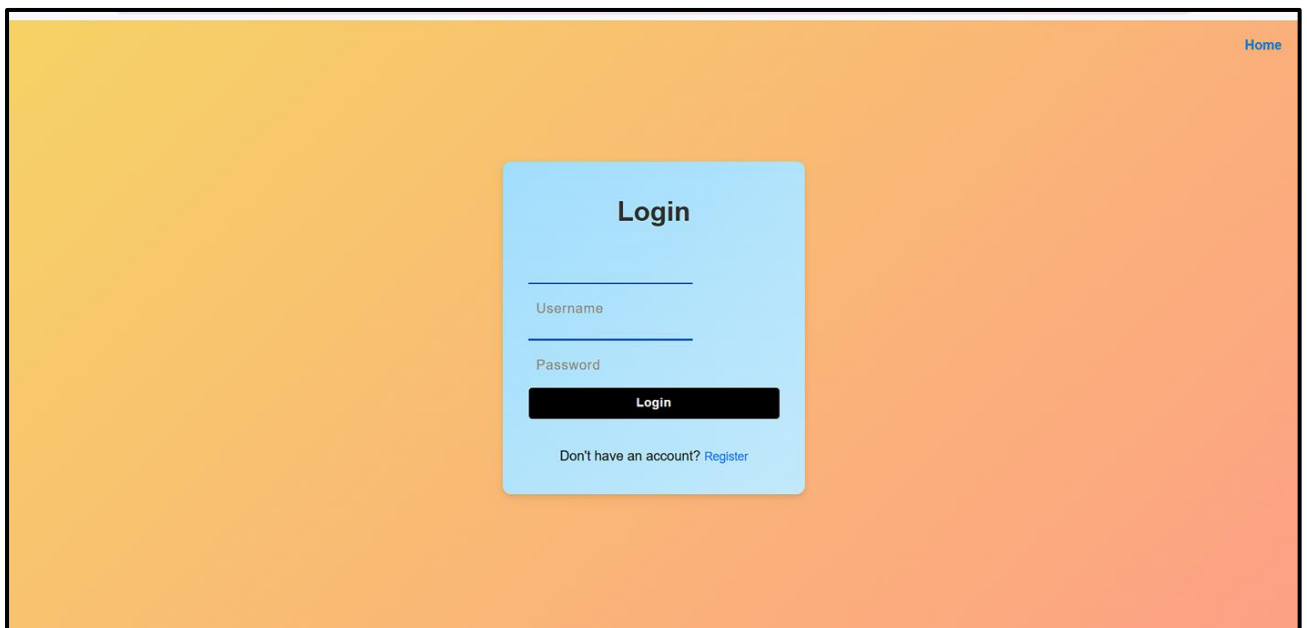 Home
Login
Username
Password
Login
Don't have an account? Register